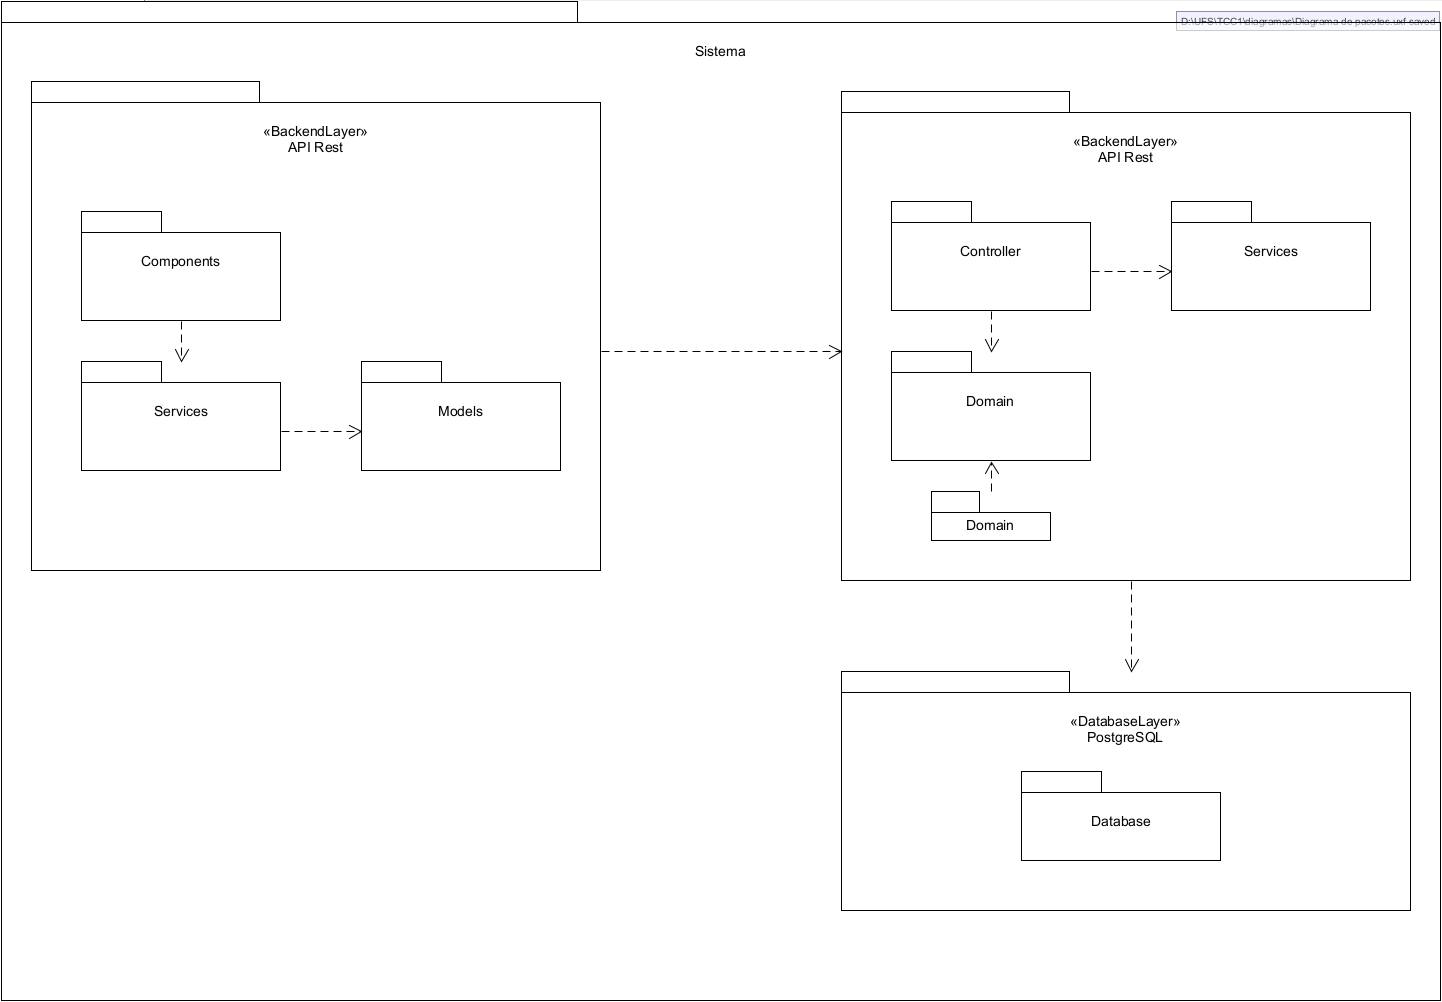 D:\UFS\TCC1\diagramas\Diagrama de pacotes.uxf saved
Sistema
«BackendLayer»
API Rest
Components
Services
Models
«BackendLayer»
API Rest
Controller
Services
Domain
Domain
«DatabaseLayer»
PostgreSQL
Database